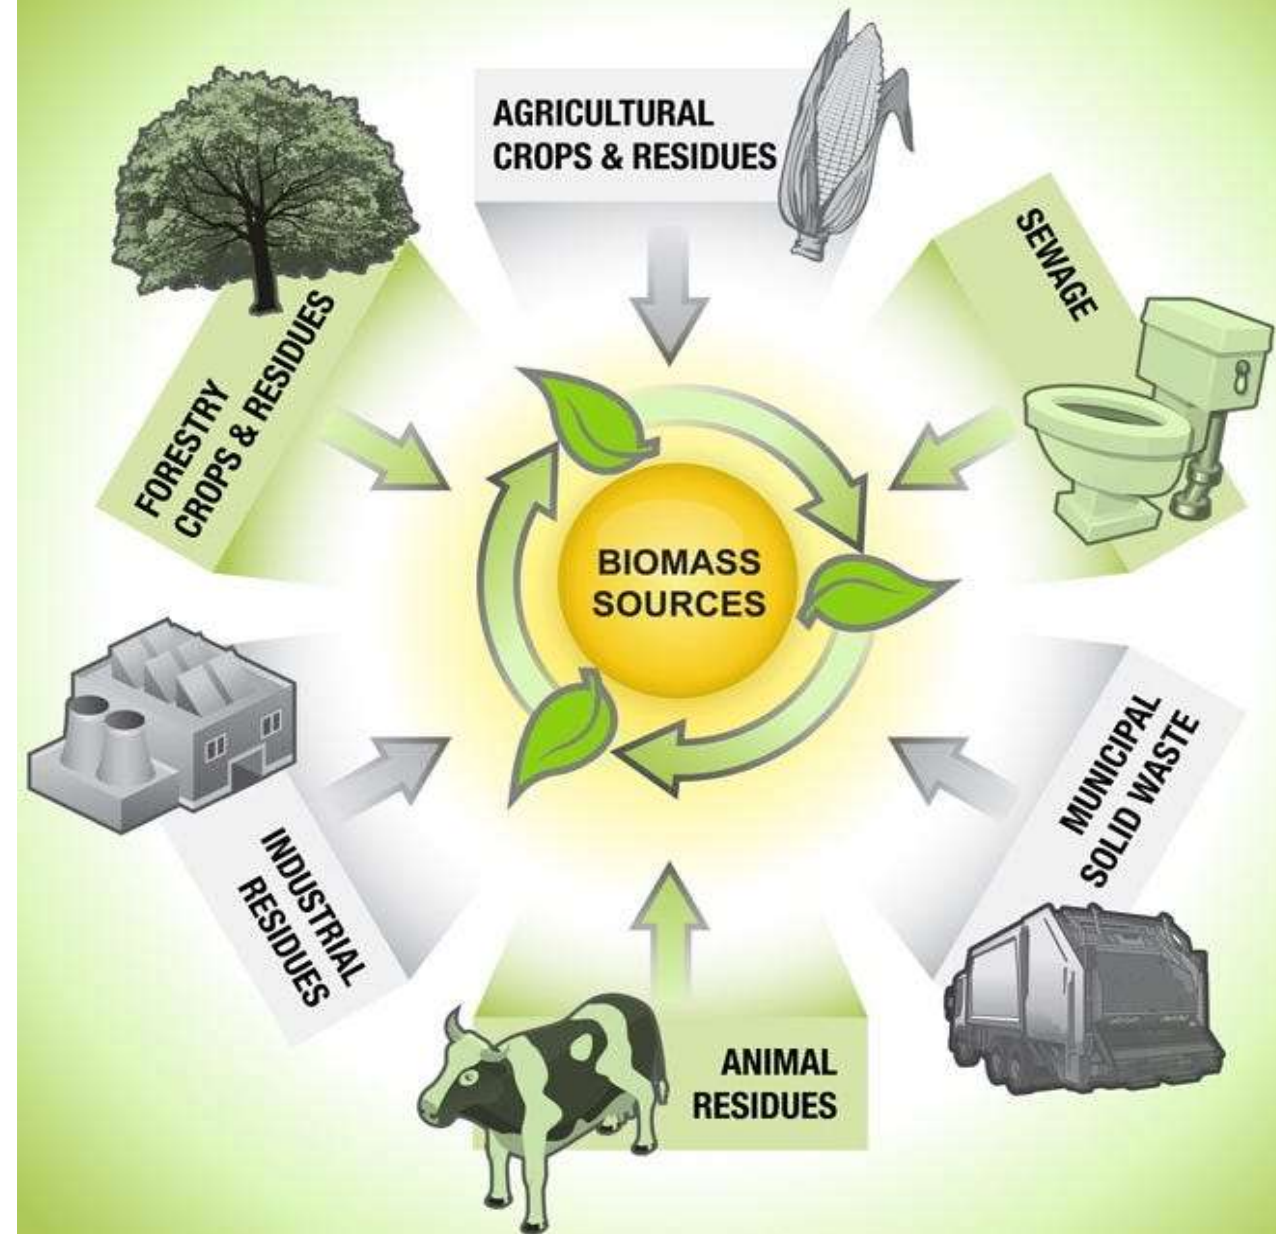 AGRICULTURAL
CROPS & RESIDUES
SEWAGE
FORESTRY
CROPS & RESIDUES
BIOMASS
SOURCES
MUNICIPAL
SOLID WASTE
INDUSTRIAL
RESIDUES
ANIMAL
RESIDUES